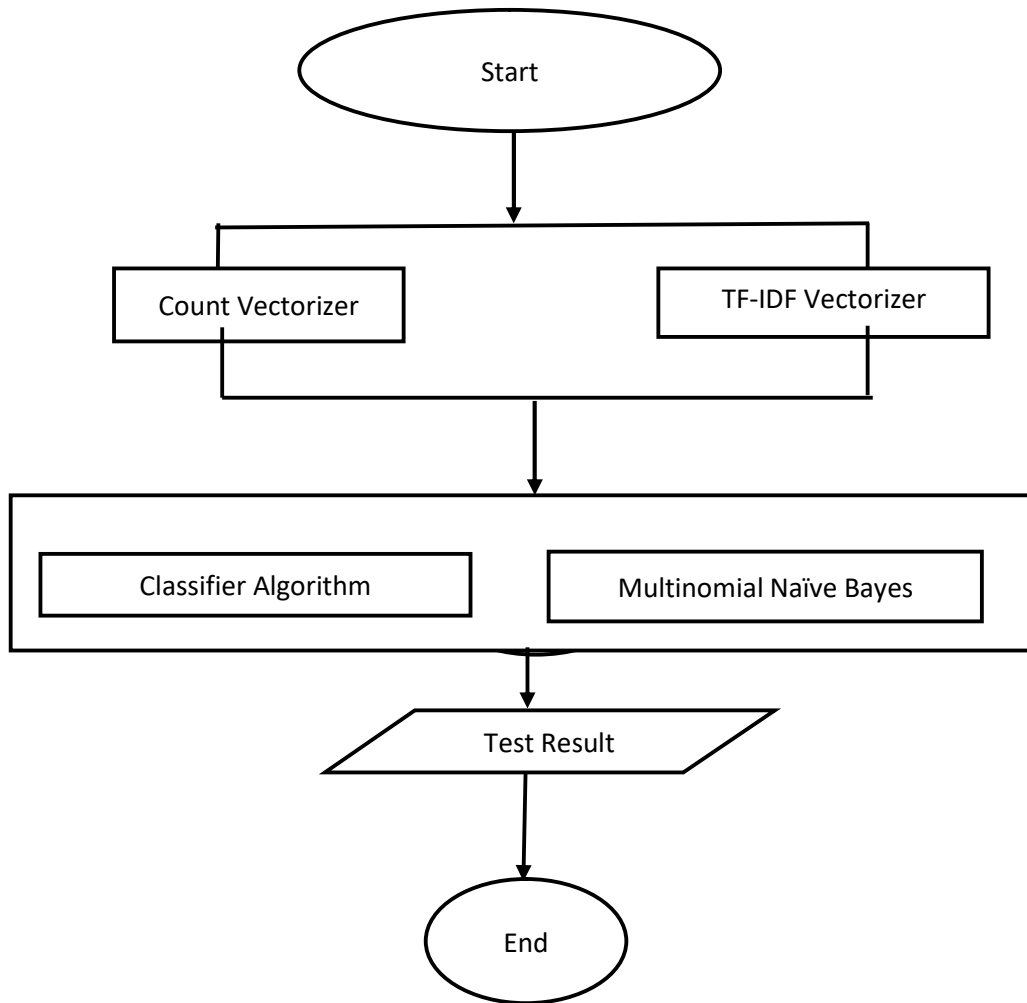 Start
Count Vectorizer
TF-IDF Vectorizer
Classifier Algorithm
Multinomial Naïve Bayes
Test Result
End